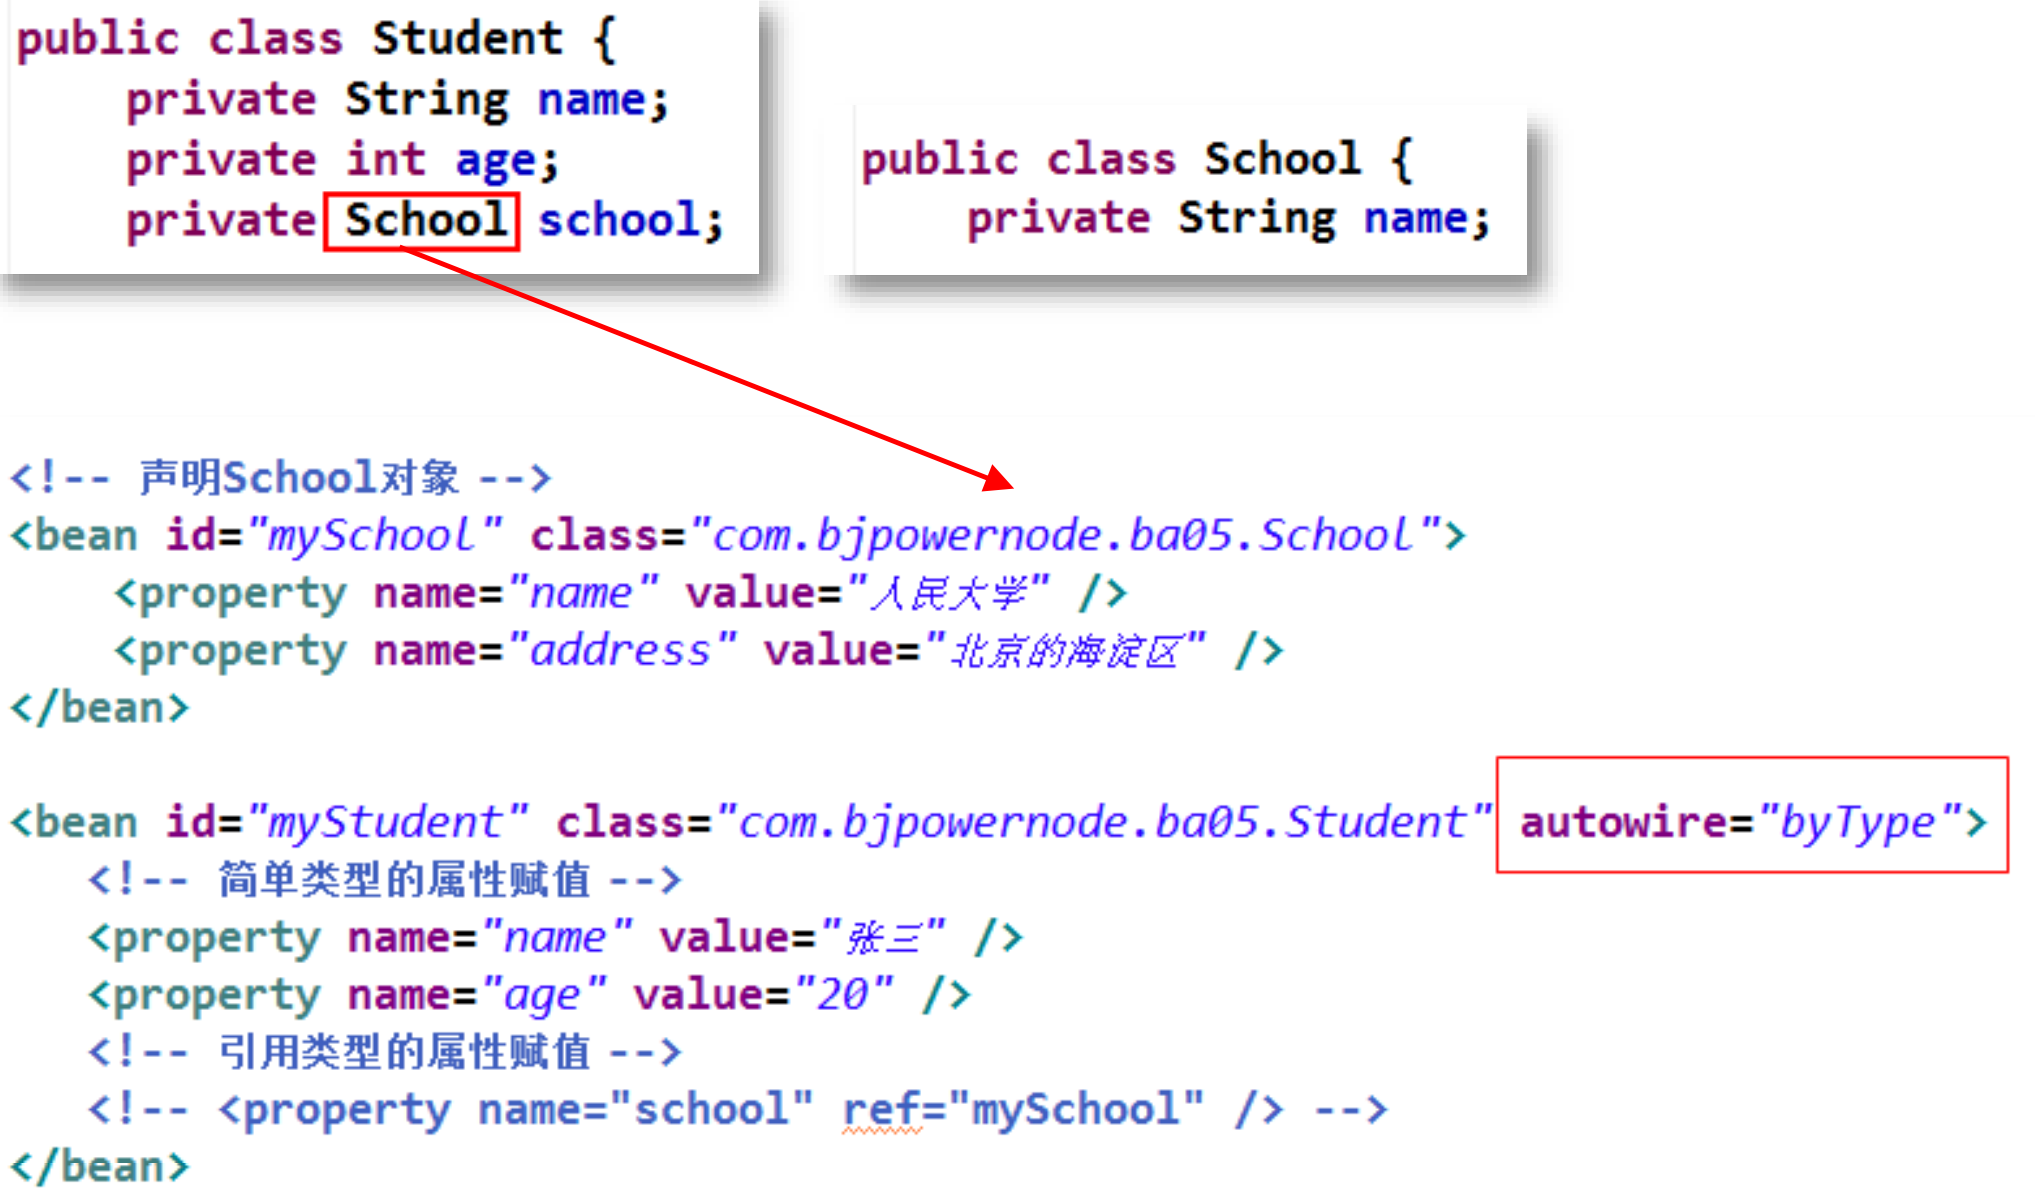 public class Student {
    private String name;
    private int age;
    private School school;
public class School {
    private String name;
<!-- 声明School对象 -->
<bean id="mySchool" class="com.bjpowernode.ba05.School">
    <property name="name" value="人民大学" />
    <property name="address" value="北京的海淀区" />
</bean>
<bean id="myStudent" class="com.bjpowernode.ba05.Student" autowire="byType">
   <!-- 简单类型的属性赋值 -->
   <property name="name" value="张三" />
   <property name="age" value="20" />
   <!-- 引用类型的属性赋值 -->
   <!-- <property name="school" ref="mySchool" /> -->
</bean>